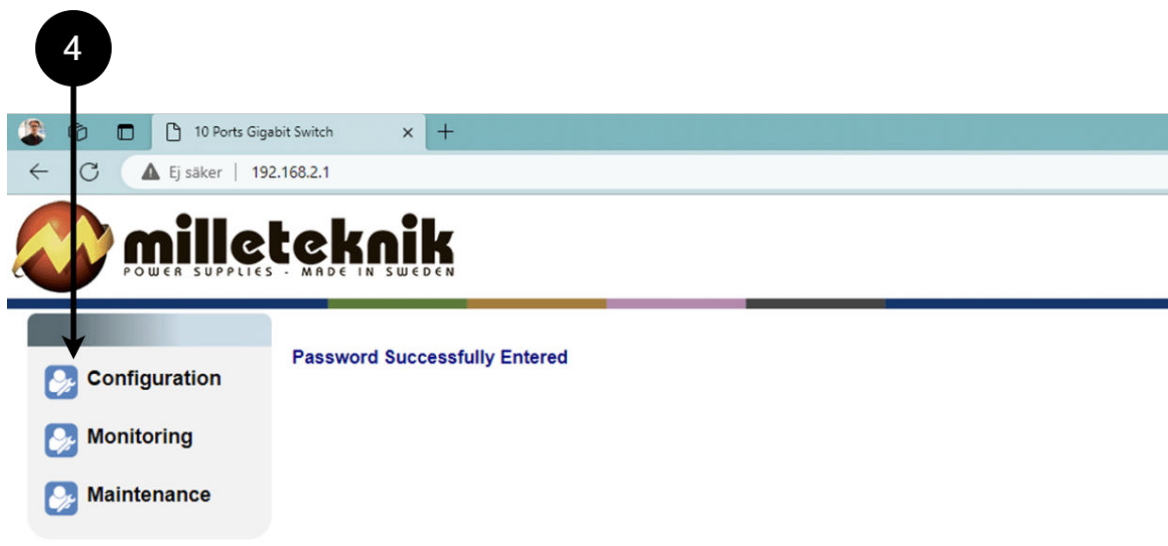 4
10 Ports Gigabit Switch
Ej säker | 192.168.2.1
milleteknik
POWER SUPPLIES - MADE IN SWEDEN
Password Successfully Entered
Configuration
Monitoring
Maintenance